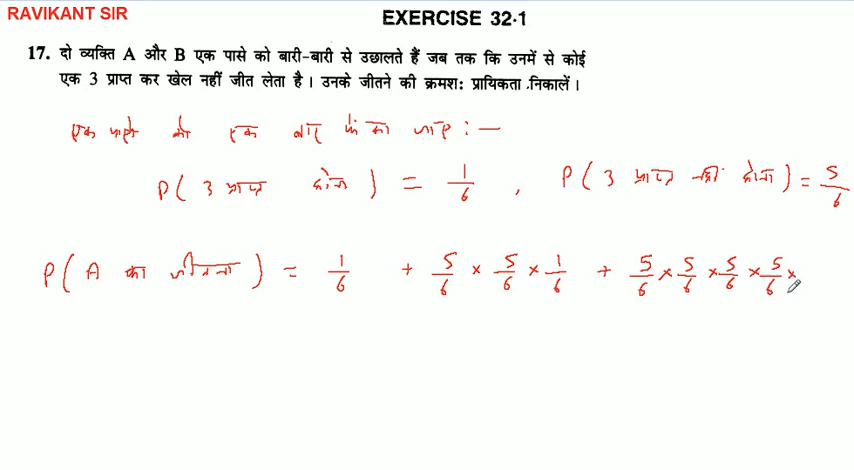 RAVIKANT SIR
EXERCISE 32·1
17. दो व्यक्ति A और B एक पासे को बारी-बारी से उछालते हैं जब तक कि उनमें से कोई
एक 3 प्राप्त कर खेल नहीं जीत लेता है। उनके जीतने की क्रमशः प्रायिकता निकालें।
एक पासे को एक बार फेंका जाए : —
P( 3 प्राप्त होना ) = 1/6 , P( 3 प्राप्त नहीं होना ) = 5/6
P( A का जीतना ) = 1/6 + 5/6 × 5/6 × 1/6 + 5/6 × 5/6 × 5/6 × 5/6 ×